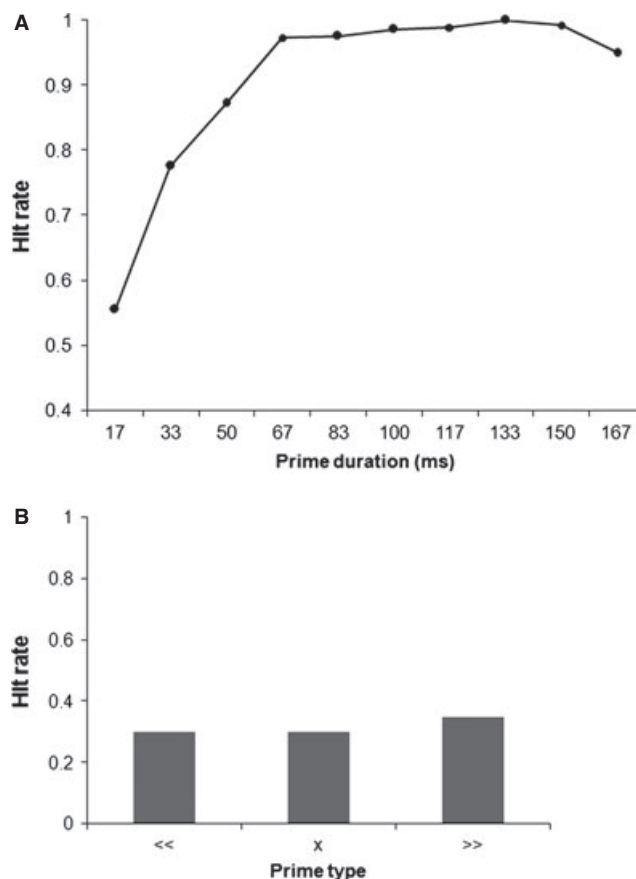 A
1
0.9
0.8
0.7
0.6
0.5
0.4
HIt rate
17 33 50 67 83 100 117 133 150 167
Prime duration (ms)
B
1
0.8
0.6
0.4
0.2
0
HIt rate
<< x >>
Prime type